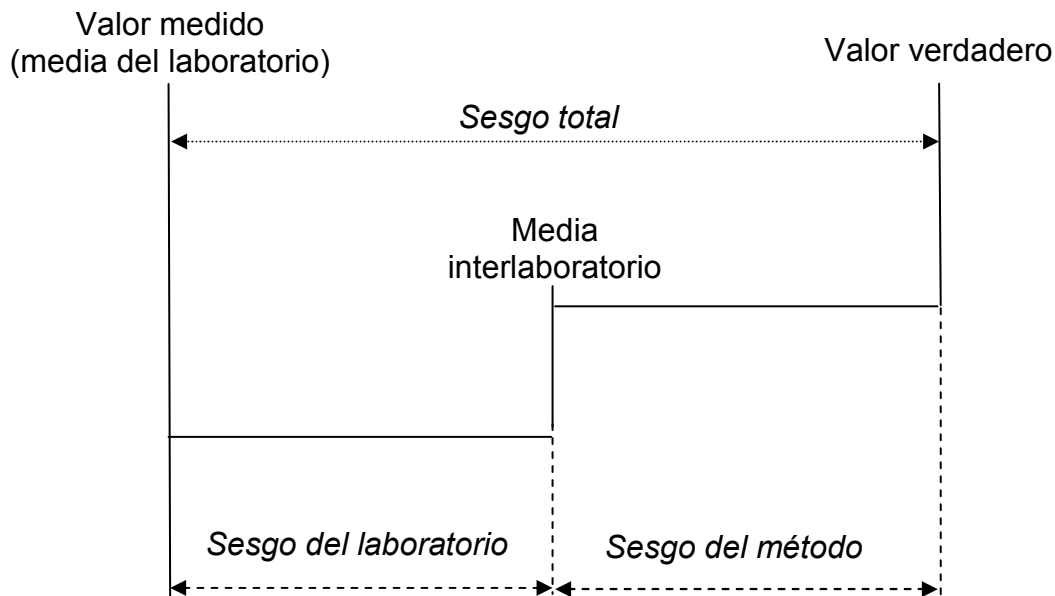 Valor medido
(media del laboratorio)
Valor verdadero
Sesgo total
Media
interlaboratorio
Sesgo del laboratorio
Sesgo del método